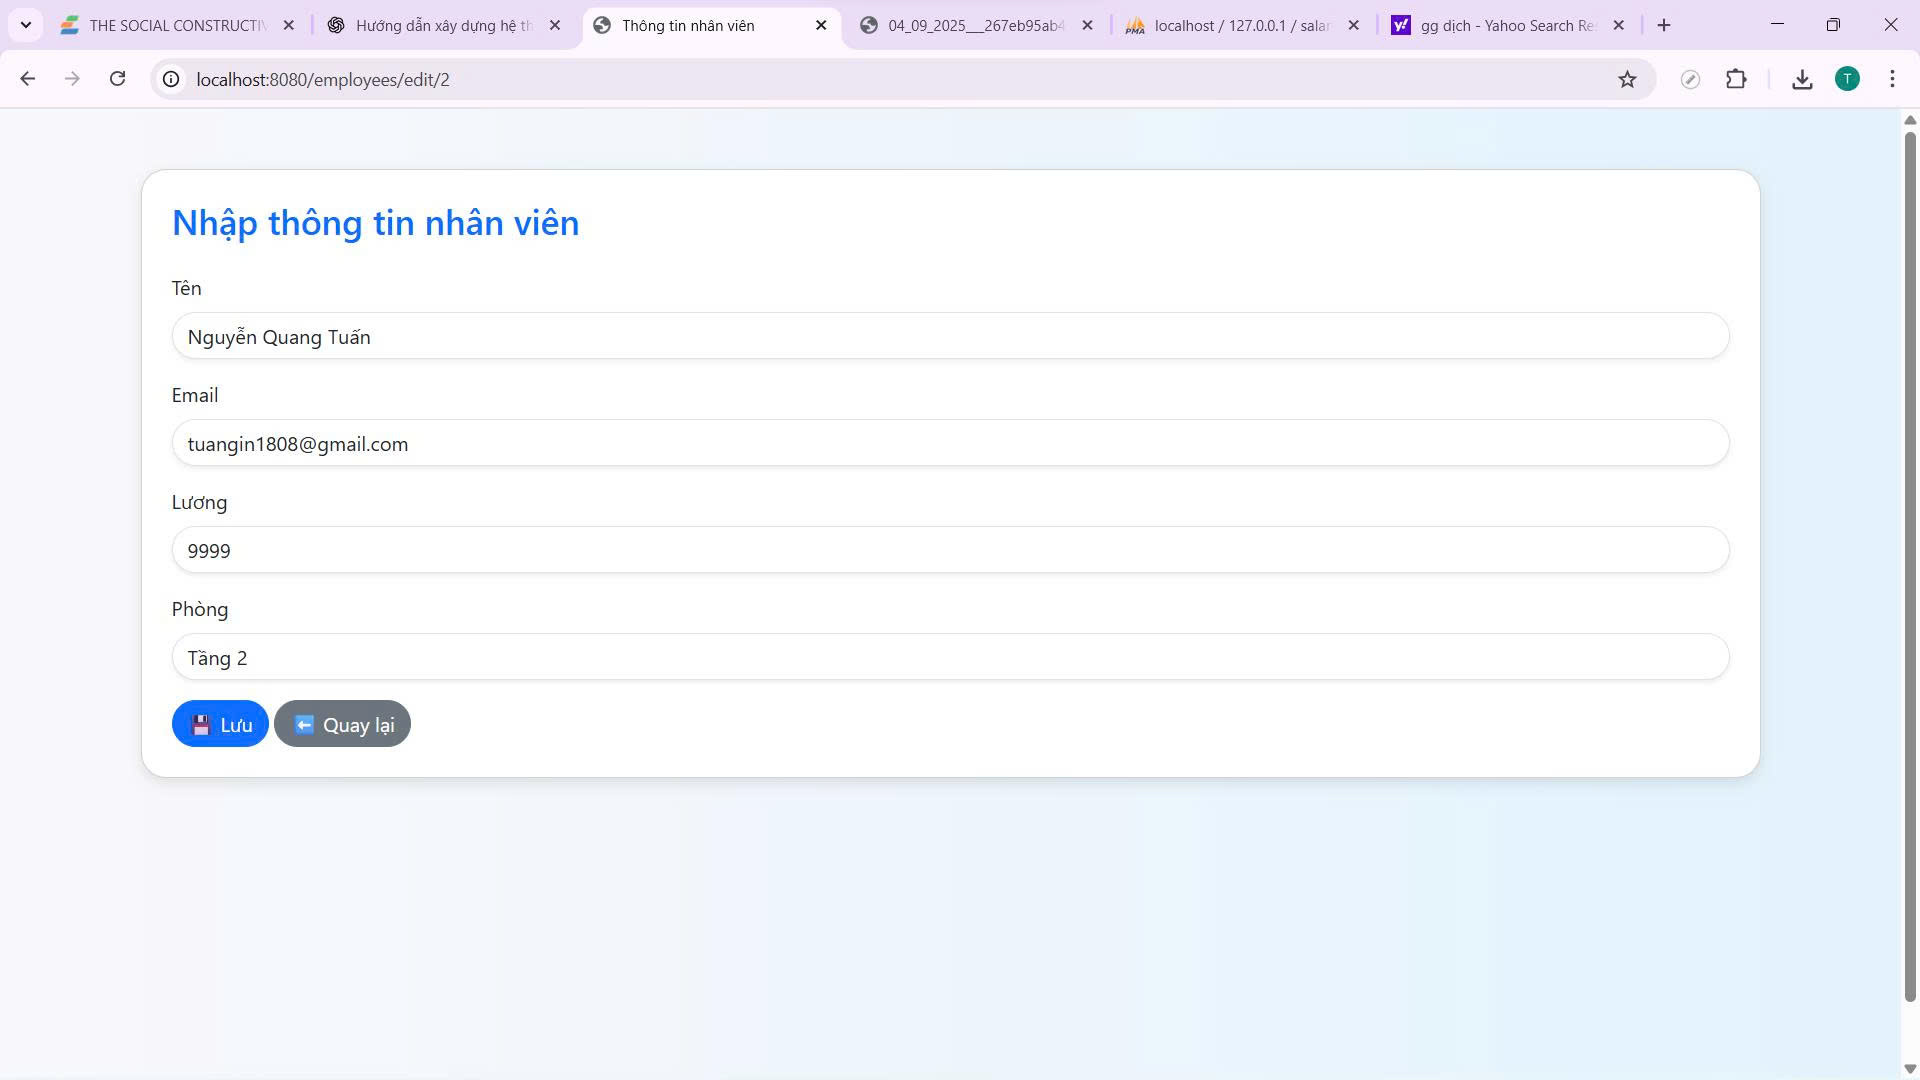 THE SOCIAL CONSTRUCTIV
Hướng dẫn xây dựng hệ th
Thông tin nhân viên
04_09_2025___267eb95ab4
localhost / 127.0.0.1 / salar
gg dịch - Yahoo Search Re
localhost:8080/employees/edit/2
T
Nhập thông tin nhân viên
Tên
Nguyễn Quang Tuấn
Email
tuangin1808@gmail.com
Lương
9999
Phòng
Tầng 2
Lưu
Quay lại